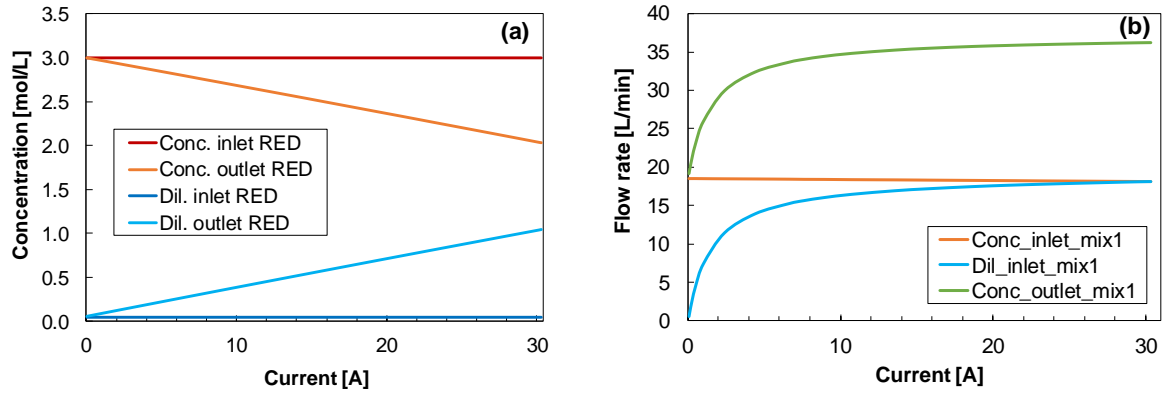 (a)
Concentration [mol/L]
3.5
3.0
2.5
2.0
1.5
1.0
0.5
0.0
Conc. inlet RED
Conc. outlet RED
Dil. inlet RED
Dil. outlet RED
0 10 20 30
Current [A]
(b)
Flow rate [L/min]
40
35
30
25
20
15
10
5
0
Conc_inlet_mix1
Dil_inlet_mix1
Conc_outlet_mix1
0 10 20 30
Current [A]